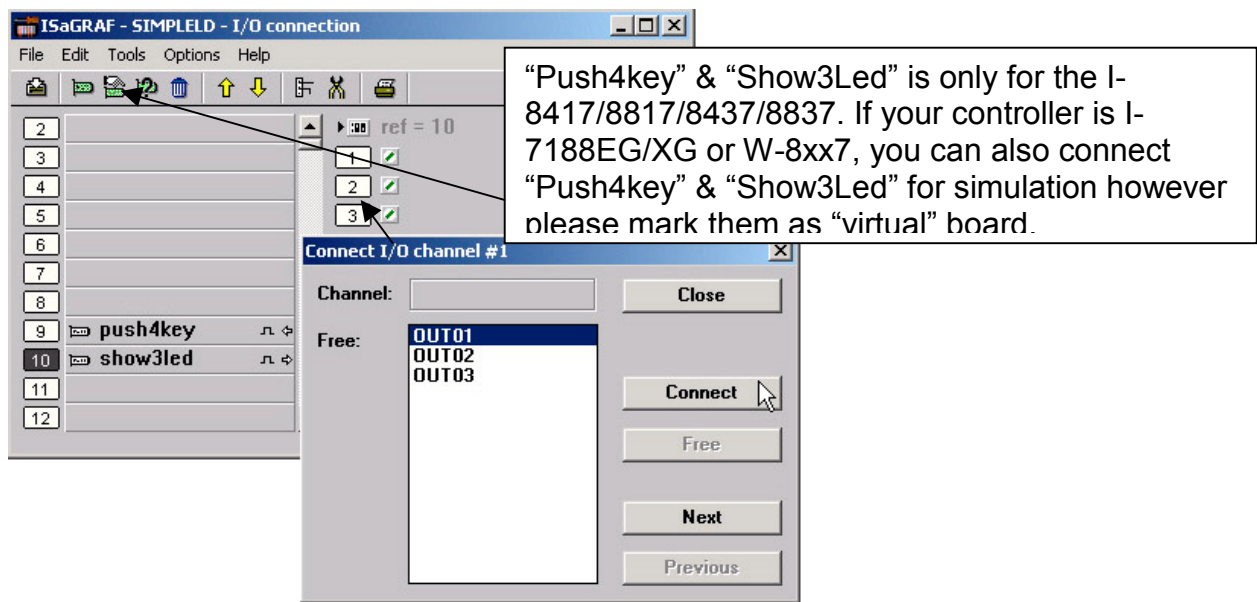 ISaGRAF - SIMPLELD - I/O connection
File Edit Tools Options Help
“Push4key” & “Show3Led” is only for the I-
8417/8817/8437/8837. If your controller is I-
7188EG/XG or W-8xx7, you can also connect
“Push4key” & “Show3Led” for simulation however
please mark them as “virtual” board.
ref = 10
2
3
4
5
6
7
8
9 push4key
10 show3led
11
12
1
2
3
Connect I/O channel #1
Channel:
Close
Free:
OUT01
OUT02
OUT03
Connect
Free
Next
Previous